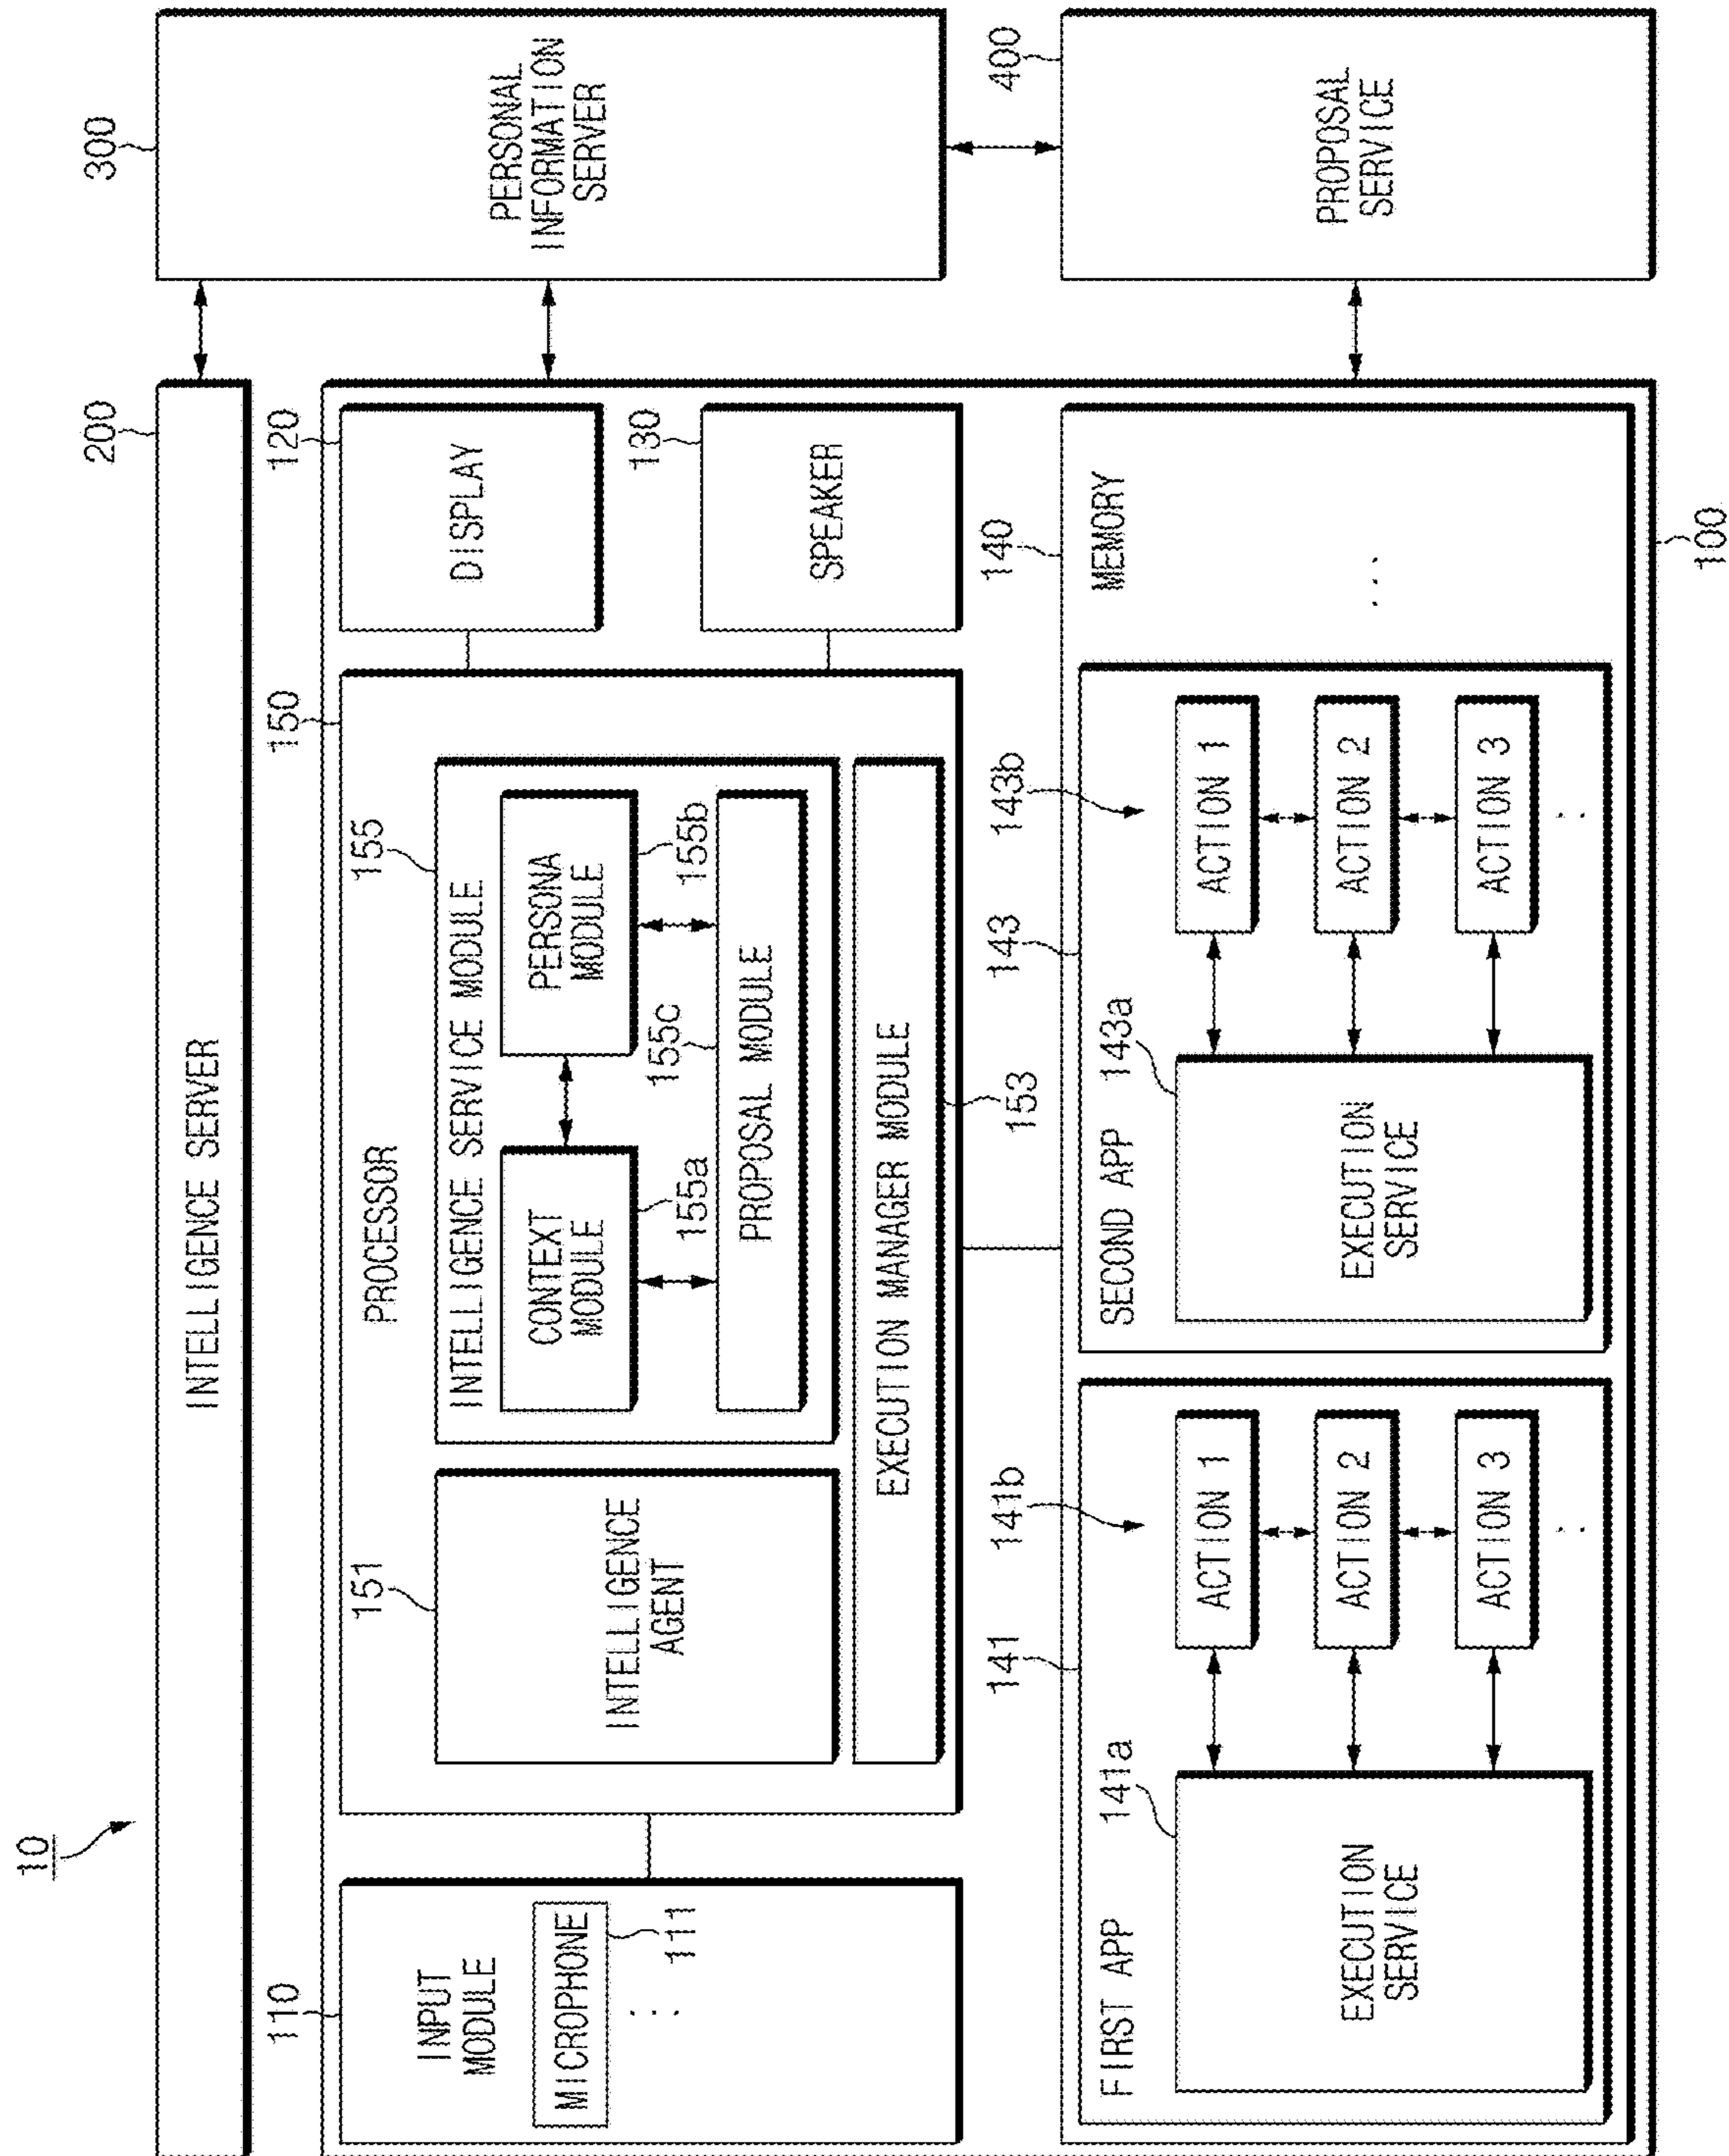 10
INTELLIGENCE SERVER
200
300
PERSONAL
INFORMATION
SERVER
110
INPUT
MODULE
MICROPHONE
111
⋮
150
PROCESSOR
151
INTELLIGENCE
AGENT
155
INTELLIGENCE SERVICE MODULE
CONTEXT
MODULE
155a
PERSONA
MODULE
155b
155c
PROPOSAL MODULE
EXECUTION MANAGER MODULE
153
120
DISPLAY
130
SPEAKER
140
MEMORY
...
141
FIRST APP
141a
EXECUTION
SERVICE
141b
ACTION 1
ACTION 2
ACTION 3
:
143
SECOND APP
143a
EXECUTION
SERVICE
143b
ACTION 1
ACTION 2
ACTION 3
:
100
400
PROPOSAL
SERVICE